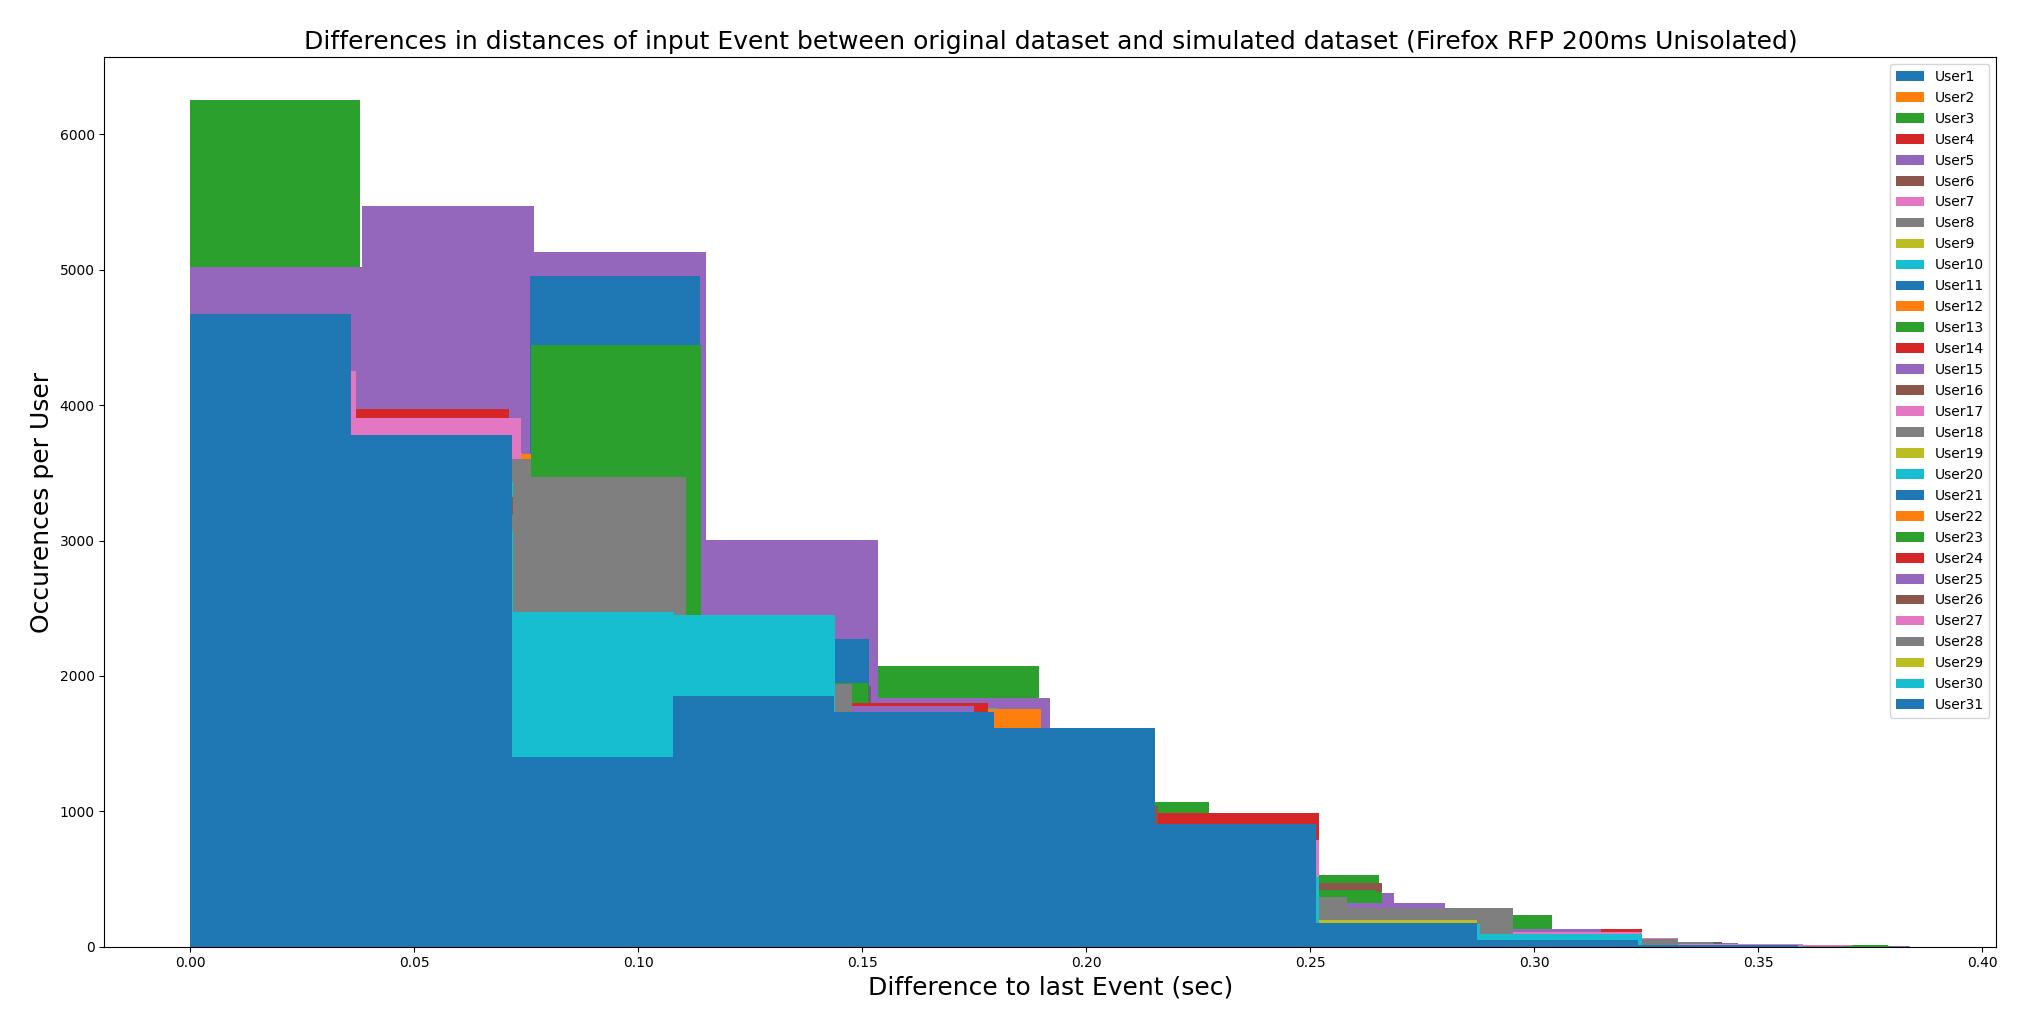 Differences in distances of input Event between original dataset and simulated dataset (Firefox RFP 200ms Unisolated)
Occurences per User
6000
5000
4000
3000
2000
1000
0
0.00 0.05 0.10 0.15 0.20 0.25 0.30 0.35 0.40
Difference to last Event (sec)
User1
User2
User3
User4
User5
User6
User7
User8
User9
User10
User11
User12
User13
User14
User15
User16
User17
User18
User19
User20
User21
User22
User23
User24
User25
User26
User27
User28
User29
User30
User31